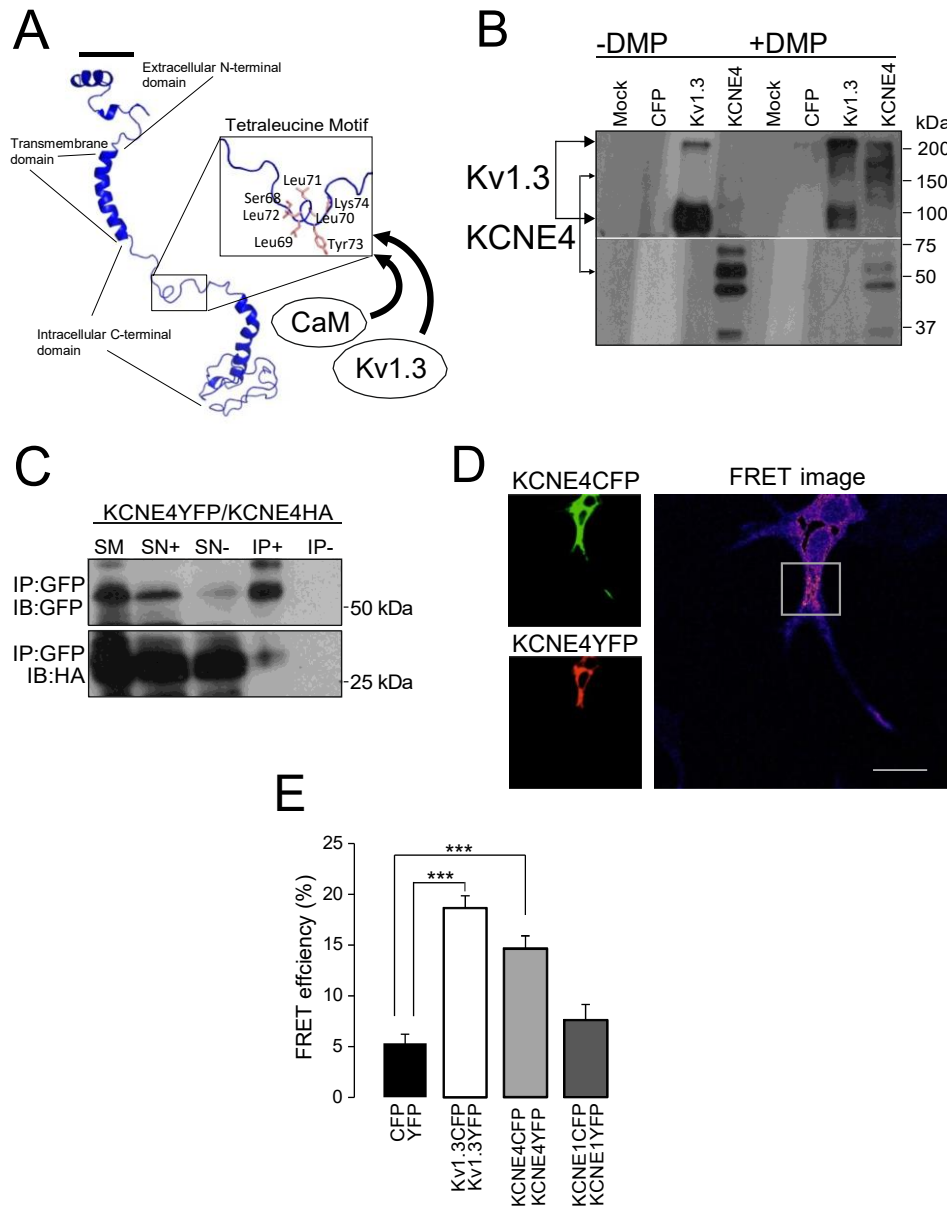 A
Extracellular N-terminal
domain
Transmembrane
domain
Tetraleucine Motif
Leu71
Ser68
Lys74
Leu72
Leu70
Leu69
Tyr73
CaM
Kv1.3
Intracellular C-terminal
domain
B
-DMP +DMP
Mock CFP Kv1.3 KCNE4 Mock CFP Kv1.3 KCNE4
kDa
Kv1.3
KCNE4
200
150
100
75
50
37
C
KCNE4YFP/KCNE4HA
SM SN+ SN- IP+ IP-
IP:GFP
IB:GFP
-50 kDa
IP:GFP
IB:HA
-25 kDa
D
KCNE4CFP
KCNE4YFP
FRET image
E
FRET effciency (%)
25
20
15
10
5
0
***
***
CFP
YFP
Kv1.3CFP
Kv1.3YFP
KCNE4CFP
KCNE4YFP
KCNE1CFP
KCNE1YFP